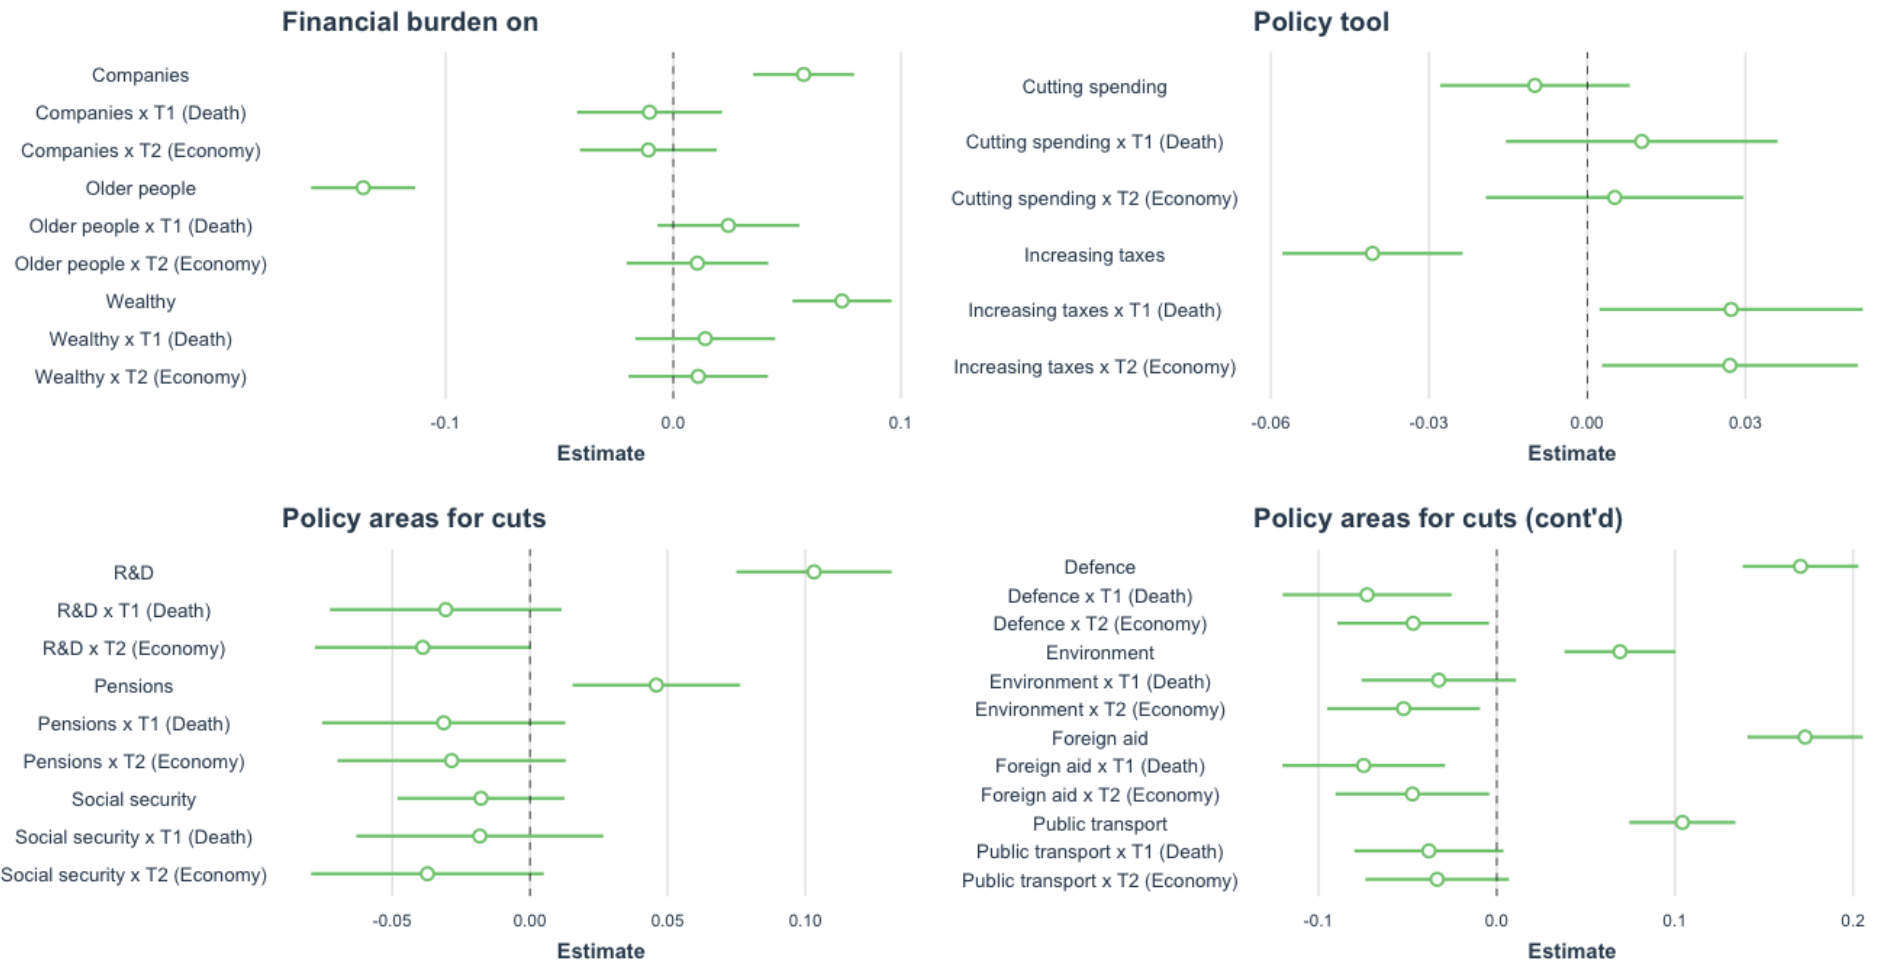 Financial burden on
Companies
Companies x T1 (Death)
Companies x T2 (Economy)
Older people
Older people x T1 (Death)
Older people x T2 (Economy)
Wealthy
Wealthy x T1 (Death)
Wealthy x T2 (Economy)
-0.1 0.0 0.1
Estimate
Policy tool
Cutting spending
Cutting spending x T1 (Death)
Cutting spending x T2 (Economy)
Increasing taxes
Increasing taxes x T1 (Death)
Increasing taxes x T2 (Economy)
-0.06 -0.03 0.00 0.03
Estimate
Policy areas for cuts
R&D
R&D x T1 (Death)
R&D x T2 (Economy)
Pensions
Pensions x T1 (Death)
Pensions x T2 (Economy)
Social security
Social security x T1 (Death)
Social security x T2 (Economy)
-0.05 0.00 0.05 0.10
Estimate
Policy areas for cuts (cont'd)
Defence
Defence x T1 (Death)
Defence x T2 (Economy)
Environment
Environment x T1 (Death)
Environment x T2 (Economy)
Foreign aid
Foreign aid x T1 (Death)
Foreign aid x T2 (Economy)
Public transport
Public transport x T1 (Death)
Public transport x T2 (Economy)
-0.1 0.0 0.1 0.2
Estimate